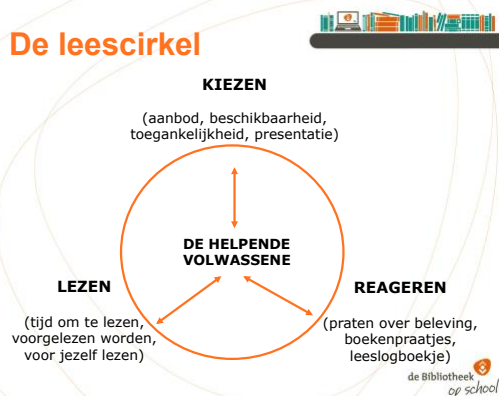 De leescirkel
KIEZEN
(aanbod, beschikbaarheid,
toegankelijkheid, presentatie)
DE HELPENDE
VOLWASSENE
LEZEN
(tijd om te lezen,
voorgelezen worden,
voor jezelf lezen)
REAGEREN
(praten over beleving,
boekenpraatjes,
leeslogboekje)
de Bibliotheek
op school